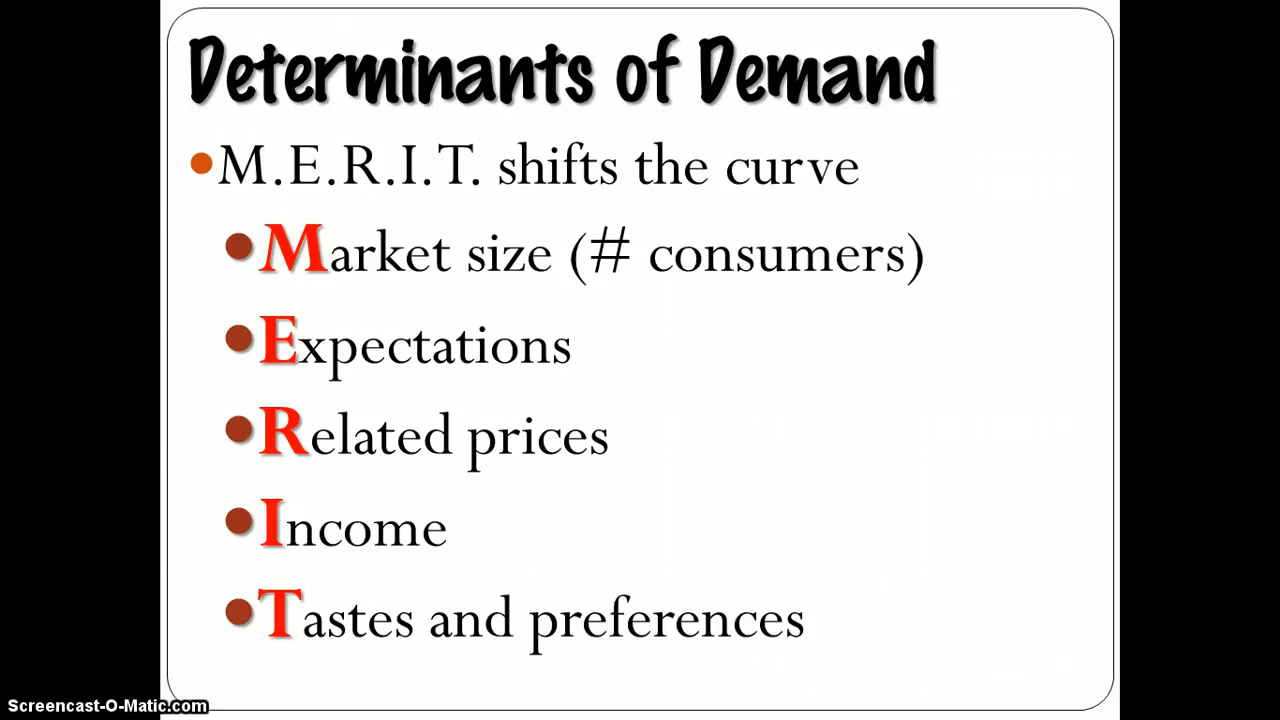 Determinants of Demand
M.E.R.I.T. shifts the curve
Market size (# consumers)
Expectations
Related prices
Income
Tastes and preferences
Screencast-O-Matic.com